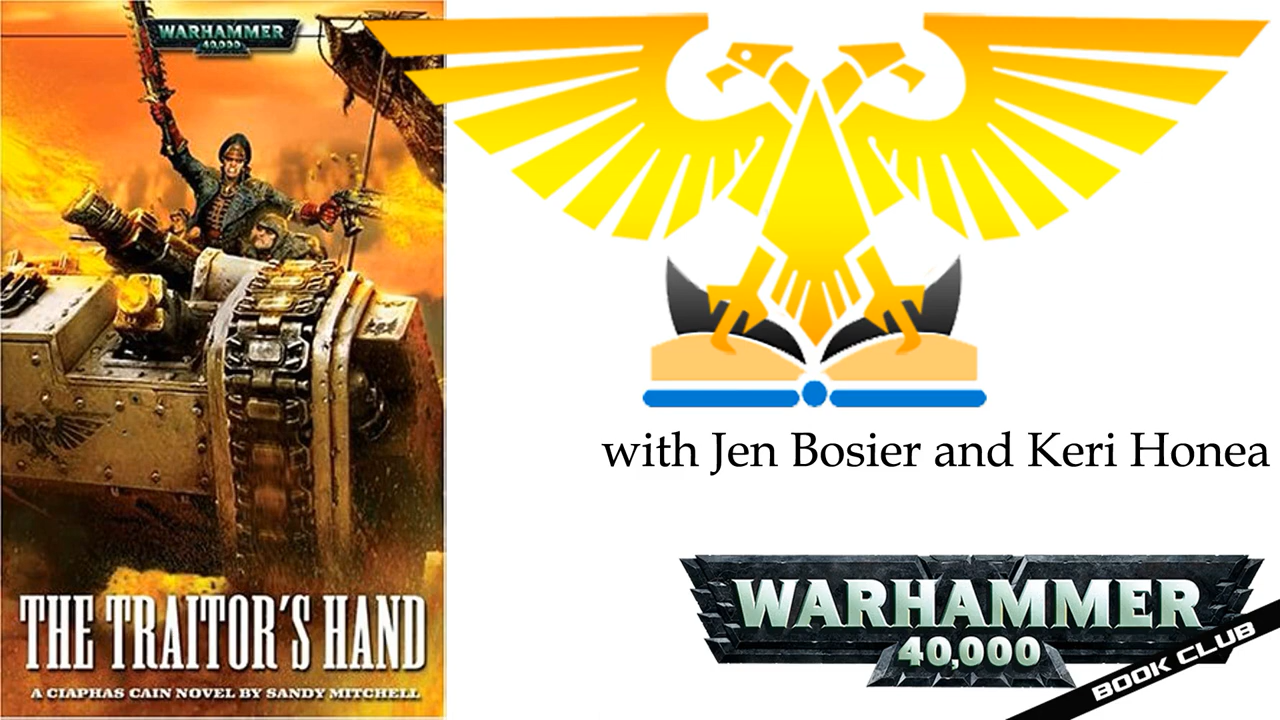 WARHAMMER
40,000
THE TRAITOR'S HAND
A CIAPHAS CAIN NOVEL BY SANDY MITCHELL
with Jen Bosier and Keri Honea
WARHAMMER
40,000
BOOK CLUB